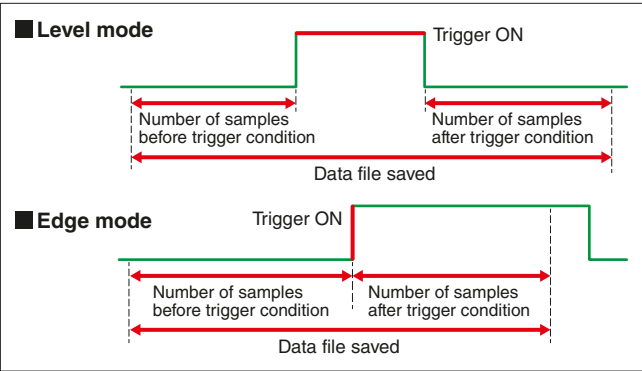 ■ Level mode
Trigger ON
Number of samples
before trigger condition
Number of samples
after trigger condition
Data file saved
■ Edge mode
Trigger ON
Number of samples
before trigger condition
Number of samples
after trigger condition
Data file saved